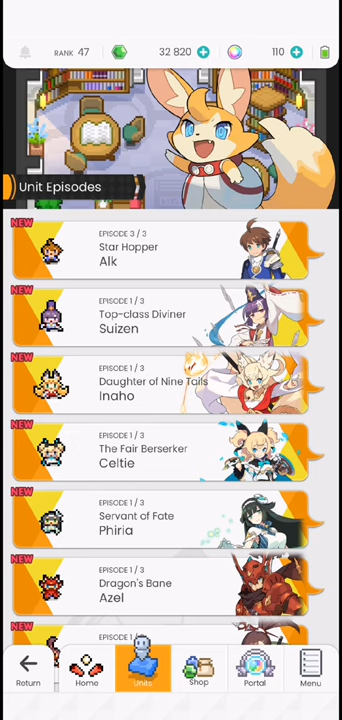 RANK 47
32 820
110
Unit Episodes
NEW
EPISODE 3 / 3
Star Hopper
Alk
NEW
EPISODE 1 / 3
Top-class Diviner
Suizen
NEW
EPISODE 1 / 3
Daughter of Nine Tails
Inaho
NEW
EPISODE 1 / 3
The Fair Berserker
Celtie
NEW
EPISODE 1 / 3
Servant of Fate
Phiria
NEW
EPISODE 1 / 3
Dragon's Bane
Azel
NEW
Return
Home
Units
Shop
Portal
Menu